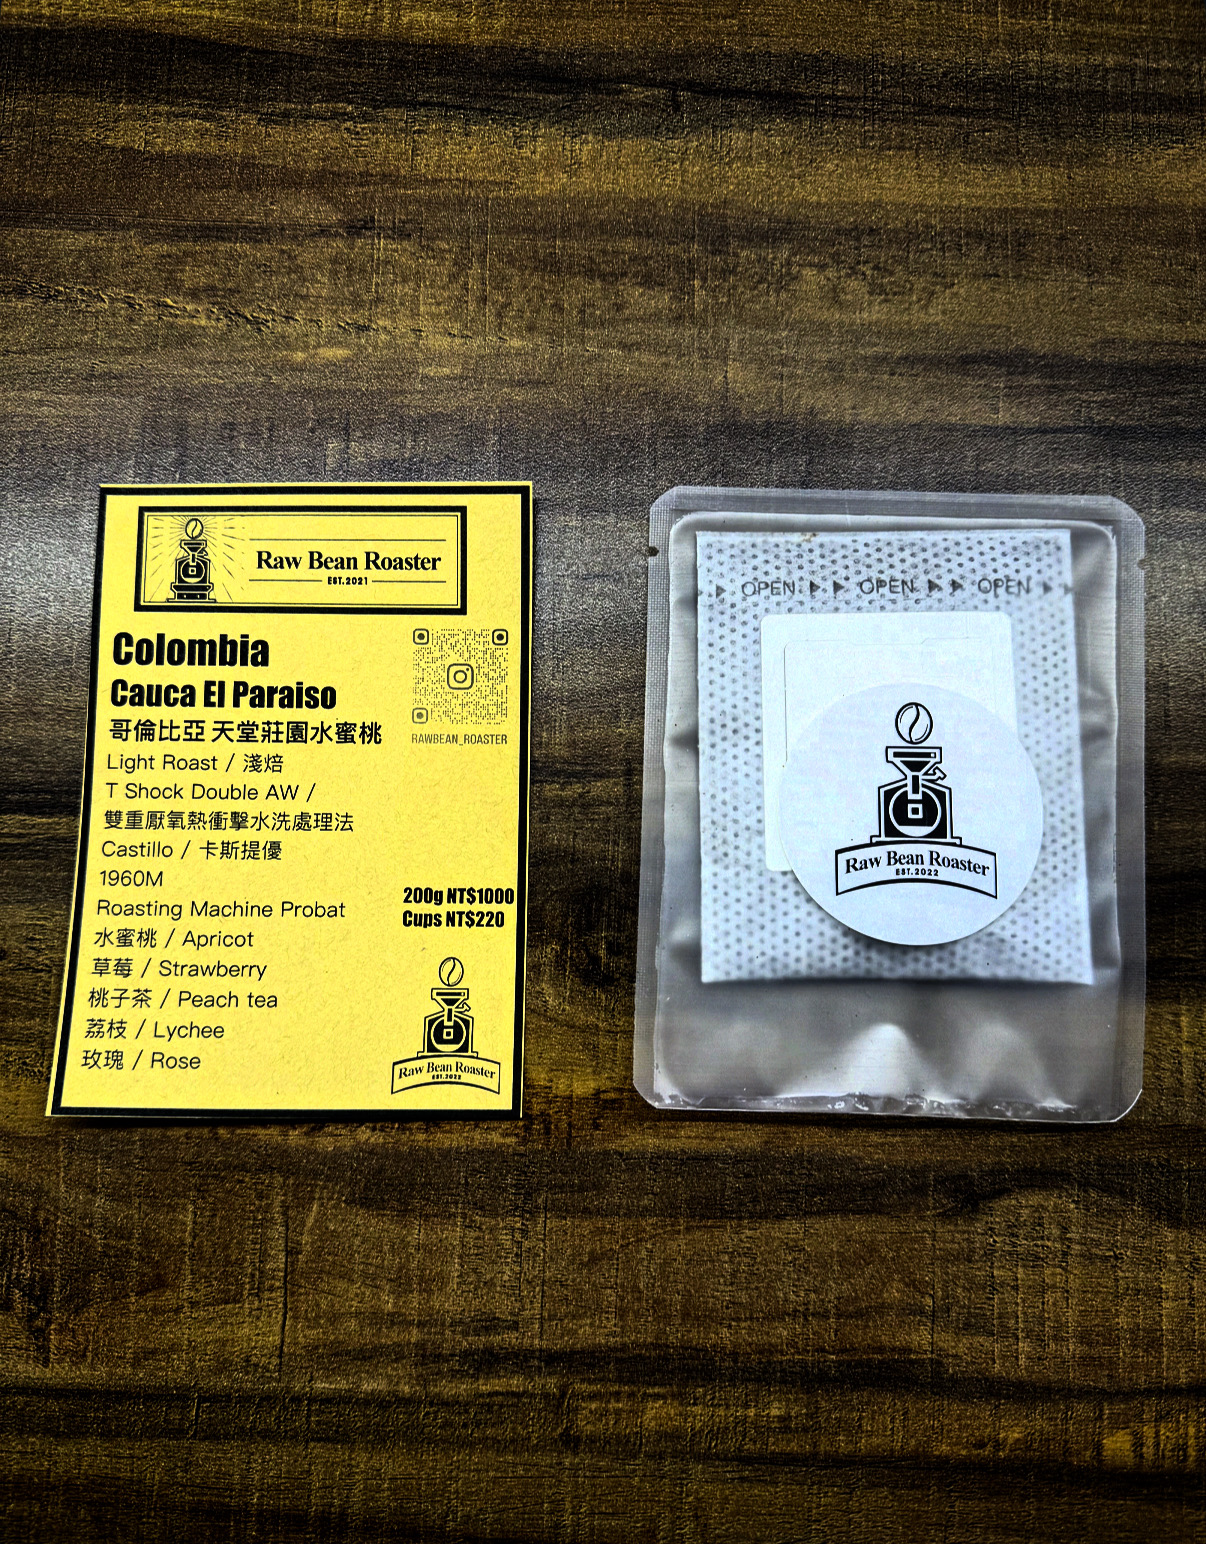 Raw Bean Roaster
EST.2021
Colombia
Cauca El Paraiso
哥倫比亞 天堂莊園水蜜桃
RAWBEAN_ROASTER
Light Roast / 淺焙
T Shock Double AW /
雙重厭氧熱衝擊水洗處理法
Castillo / 卡斯提優
1960M
Roasting Machine Probat
200g NT$1000
Cups NT$220
水蜜桃 / Apricot
草莓 / Strawberry
桃子茶 / Peach tea
荔枝 / Lychee
玫瑰 / Rose
Raw Bean Roaster
EST.2022
OPEN OPEN OPEN
Raw Bean Roaster
EST.2022